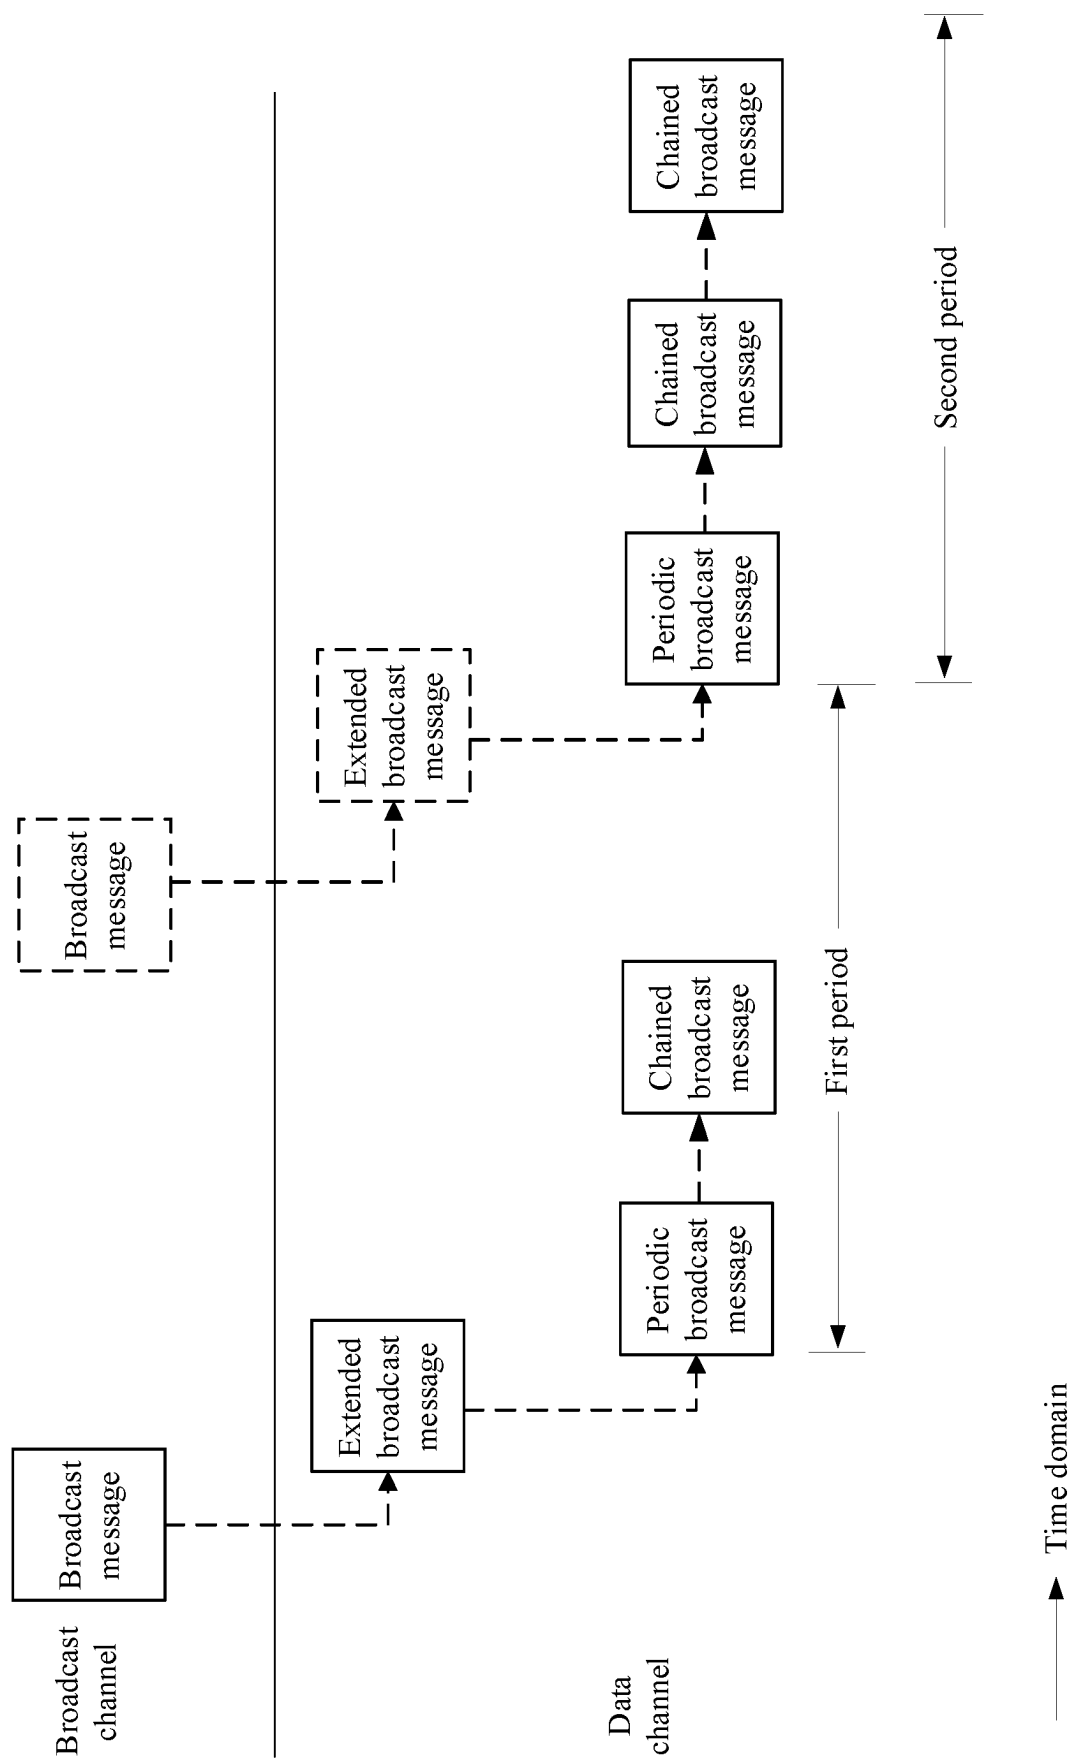 Broadcast
channel
Broadcast
message
Broadcast
message
Extended
broadcast
message
Extended
broadcast
message
Data
channel
Periodic
broadcast
message
Chained
broadcast
message
Periodic
broadcast
message
Chained
broadcast
message
Chained
broadcast
message
First period
Second period
Time domain